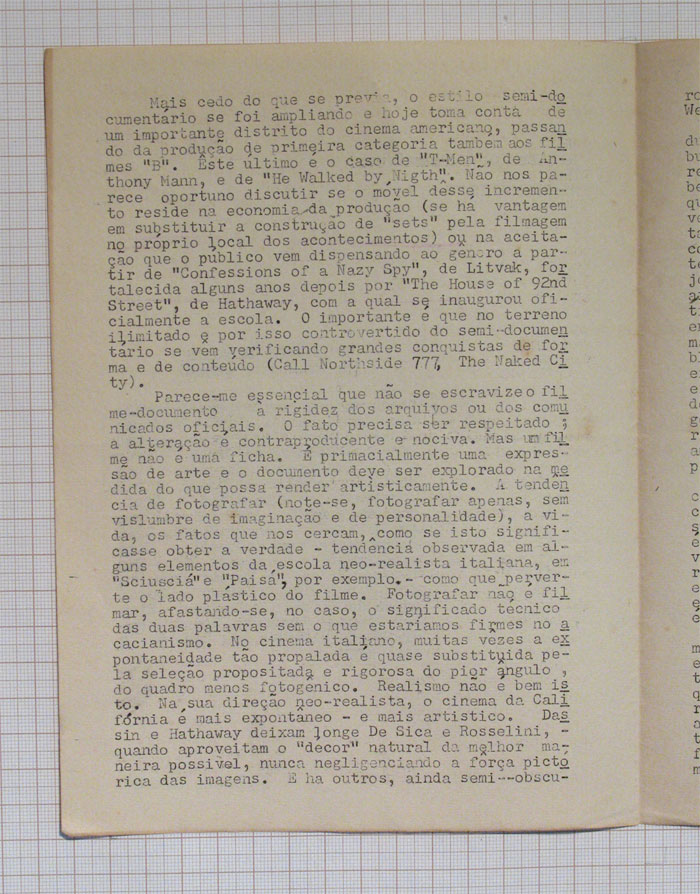 Mais cedo do que se previa, o estilo semi-do
cumentário se foi ampliando e hoje toma conta de
um importante distrito do cinema americano, passan
do da produção de primeira categoria tambem aos fil
mes "B". Este último é o caso de "T-Men", de An-
thony Mann, e de "He Walked by Nigth". Não nos pa-
rece oportuno discutir se o móvel desse incremen-
to reside na economia da produção (se há vantagem
em substituir a construção de "sets" pela filmagem
no próprio local dos acontecimentos) ou na aceita-
ção que o público vem dispensando ao genero a par-
tir de "Confessions of a Nazy Spy", de Litvak, for
talecida alguns anos depois por "The House of 92nd
Street", de Hathaway, com a qual se inaugurou ofi-
cialmente a escola. O importante é que no terreno
ilimitado e por isso controvertido do semi-documen
tário se vem verificando grandes conquistas de for
ma e de conteúdo (Call Northside 777, The Naked Ci
ty).
Parece-me essencial que não se escravize o fil
me-documento à rigidez dos arquivos ou dos comu
nicados oficiais. O fato precisa ser respeitado ;
a alteração é contraproducente e nociva. Mas um fil
me não é uma ficha. É primacialmente uma expres-
são de arte e o documento deve ser explorado na me
dida do que possa render artisticamente. A tenden
cia de fotografar (note-se, fotografar apenas, sem
vislumbre de imaginação e de personalidade), a vi-
da, os fatos que nos cercam, como se isto signifi-
casse obter a verdade - tendencia observada em al-
guns elementos da escola neo-realista italiana, em
"Sciusciá" e "Paisá", por exemplo.- como que perver-
te o lado plástico do filme. Fotografar não é fil
mar, afastando-se, no caso, o significado técnico
das duas palavras sem o que estariamos firmes no a
cacianismo. No cinema italiano, muitas vezes a ex
pontaneidade tão propalada é quase substituida pe-
la seleção propositada e rigorosa do pior angulo ,
do quadro menos fotogenico. Realismo não é bem is
to. Na sua direção neo-realista, o cinema da Cali
fórnia é mais expontaneo - e mais artistico. Das
sin e Hathaway deixam longe De Sica e Rosselini, -
quando aproveitam o "decor" natural da melhor ma-
neira possivel, nunca negligenciando a fôrça pictó
rica das imagens. E há outros, ainda semi--obscu-